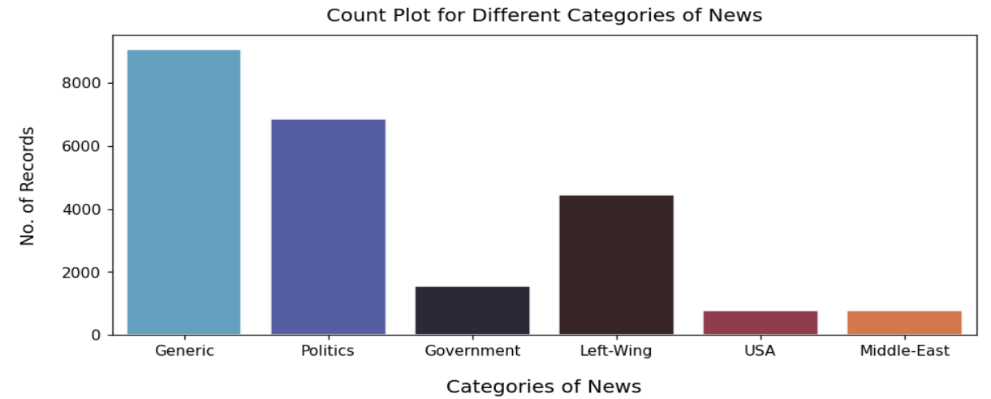 Count Plot for Different Categories of News
No. of Records
8000
6000
4000
2000
0
Generic Politics Government Left-Wing USA Middle-East
Categories of News